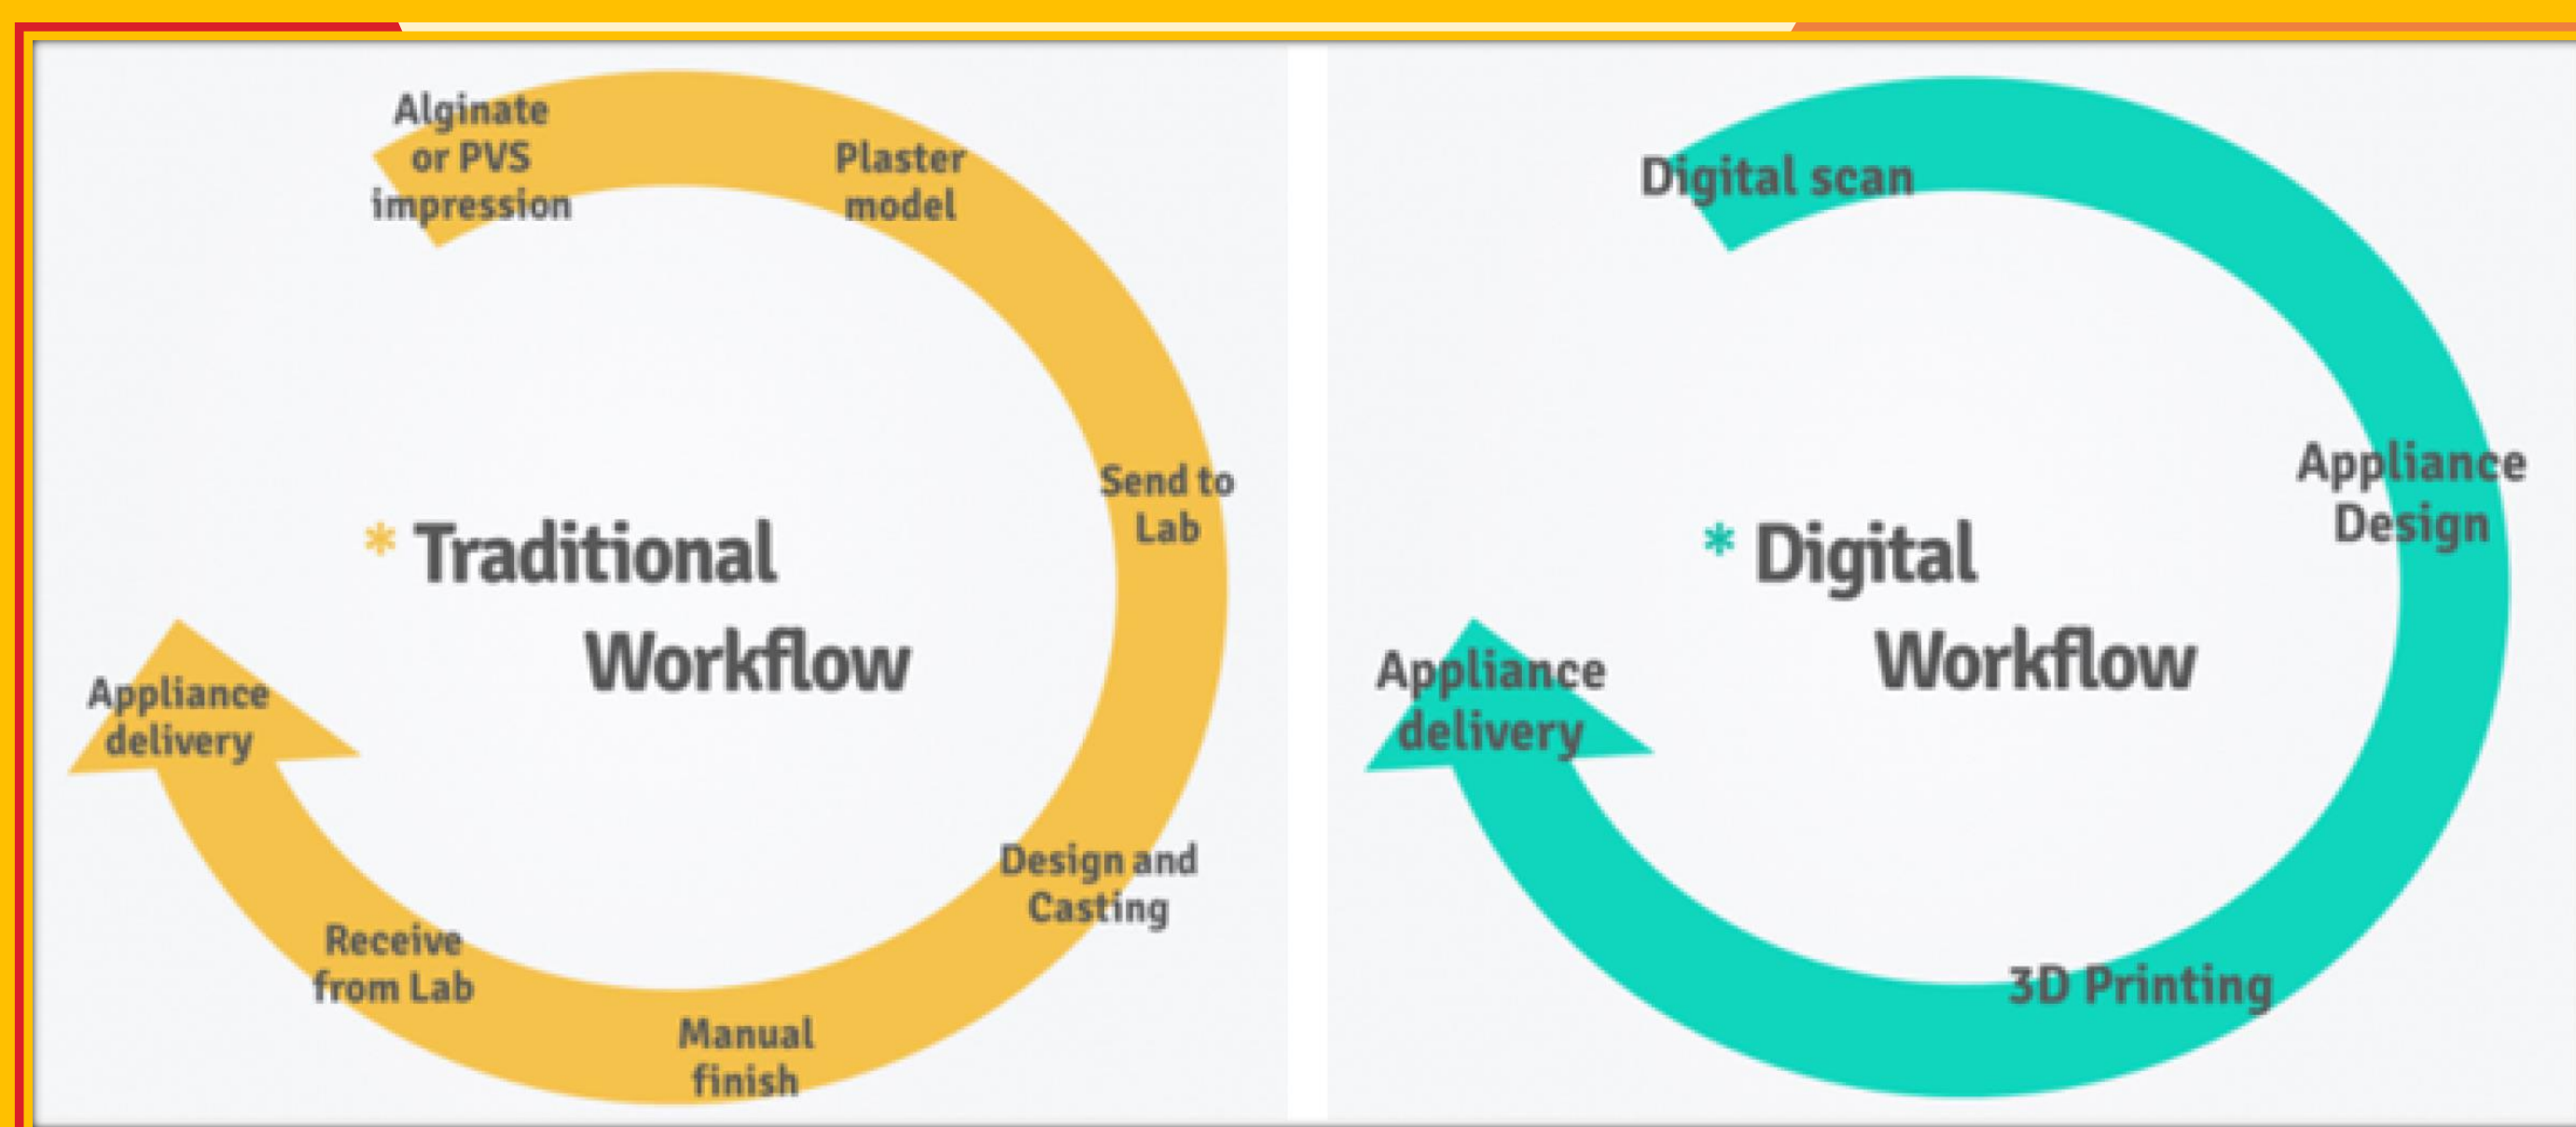 Alginate
or PVS
impression
Plaster
model
Send to
Lab
Design and
Casting
Manual
finish
Receive
from Lab
Appliance
delivery
* Traditional
Workflow
Digital scan
Appliance
Design
3D Printing
Appliance
delivery
* Digital
Workflow